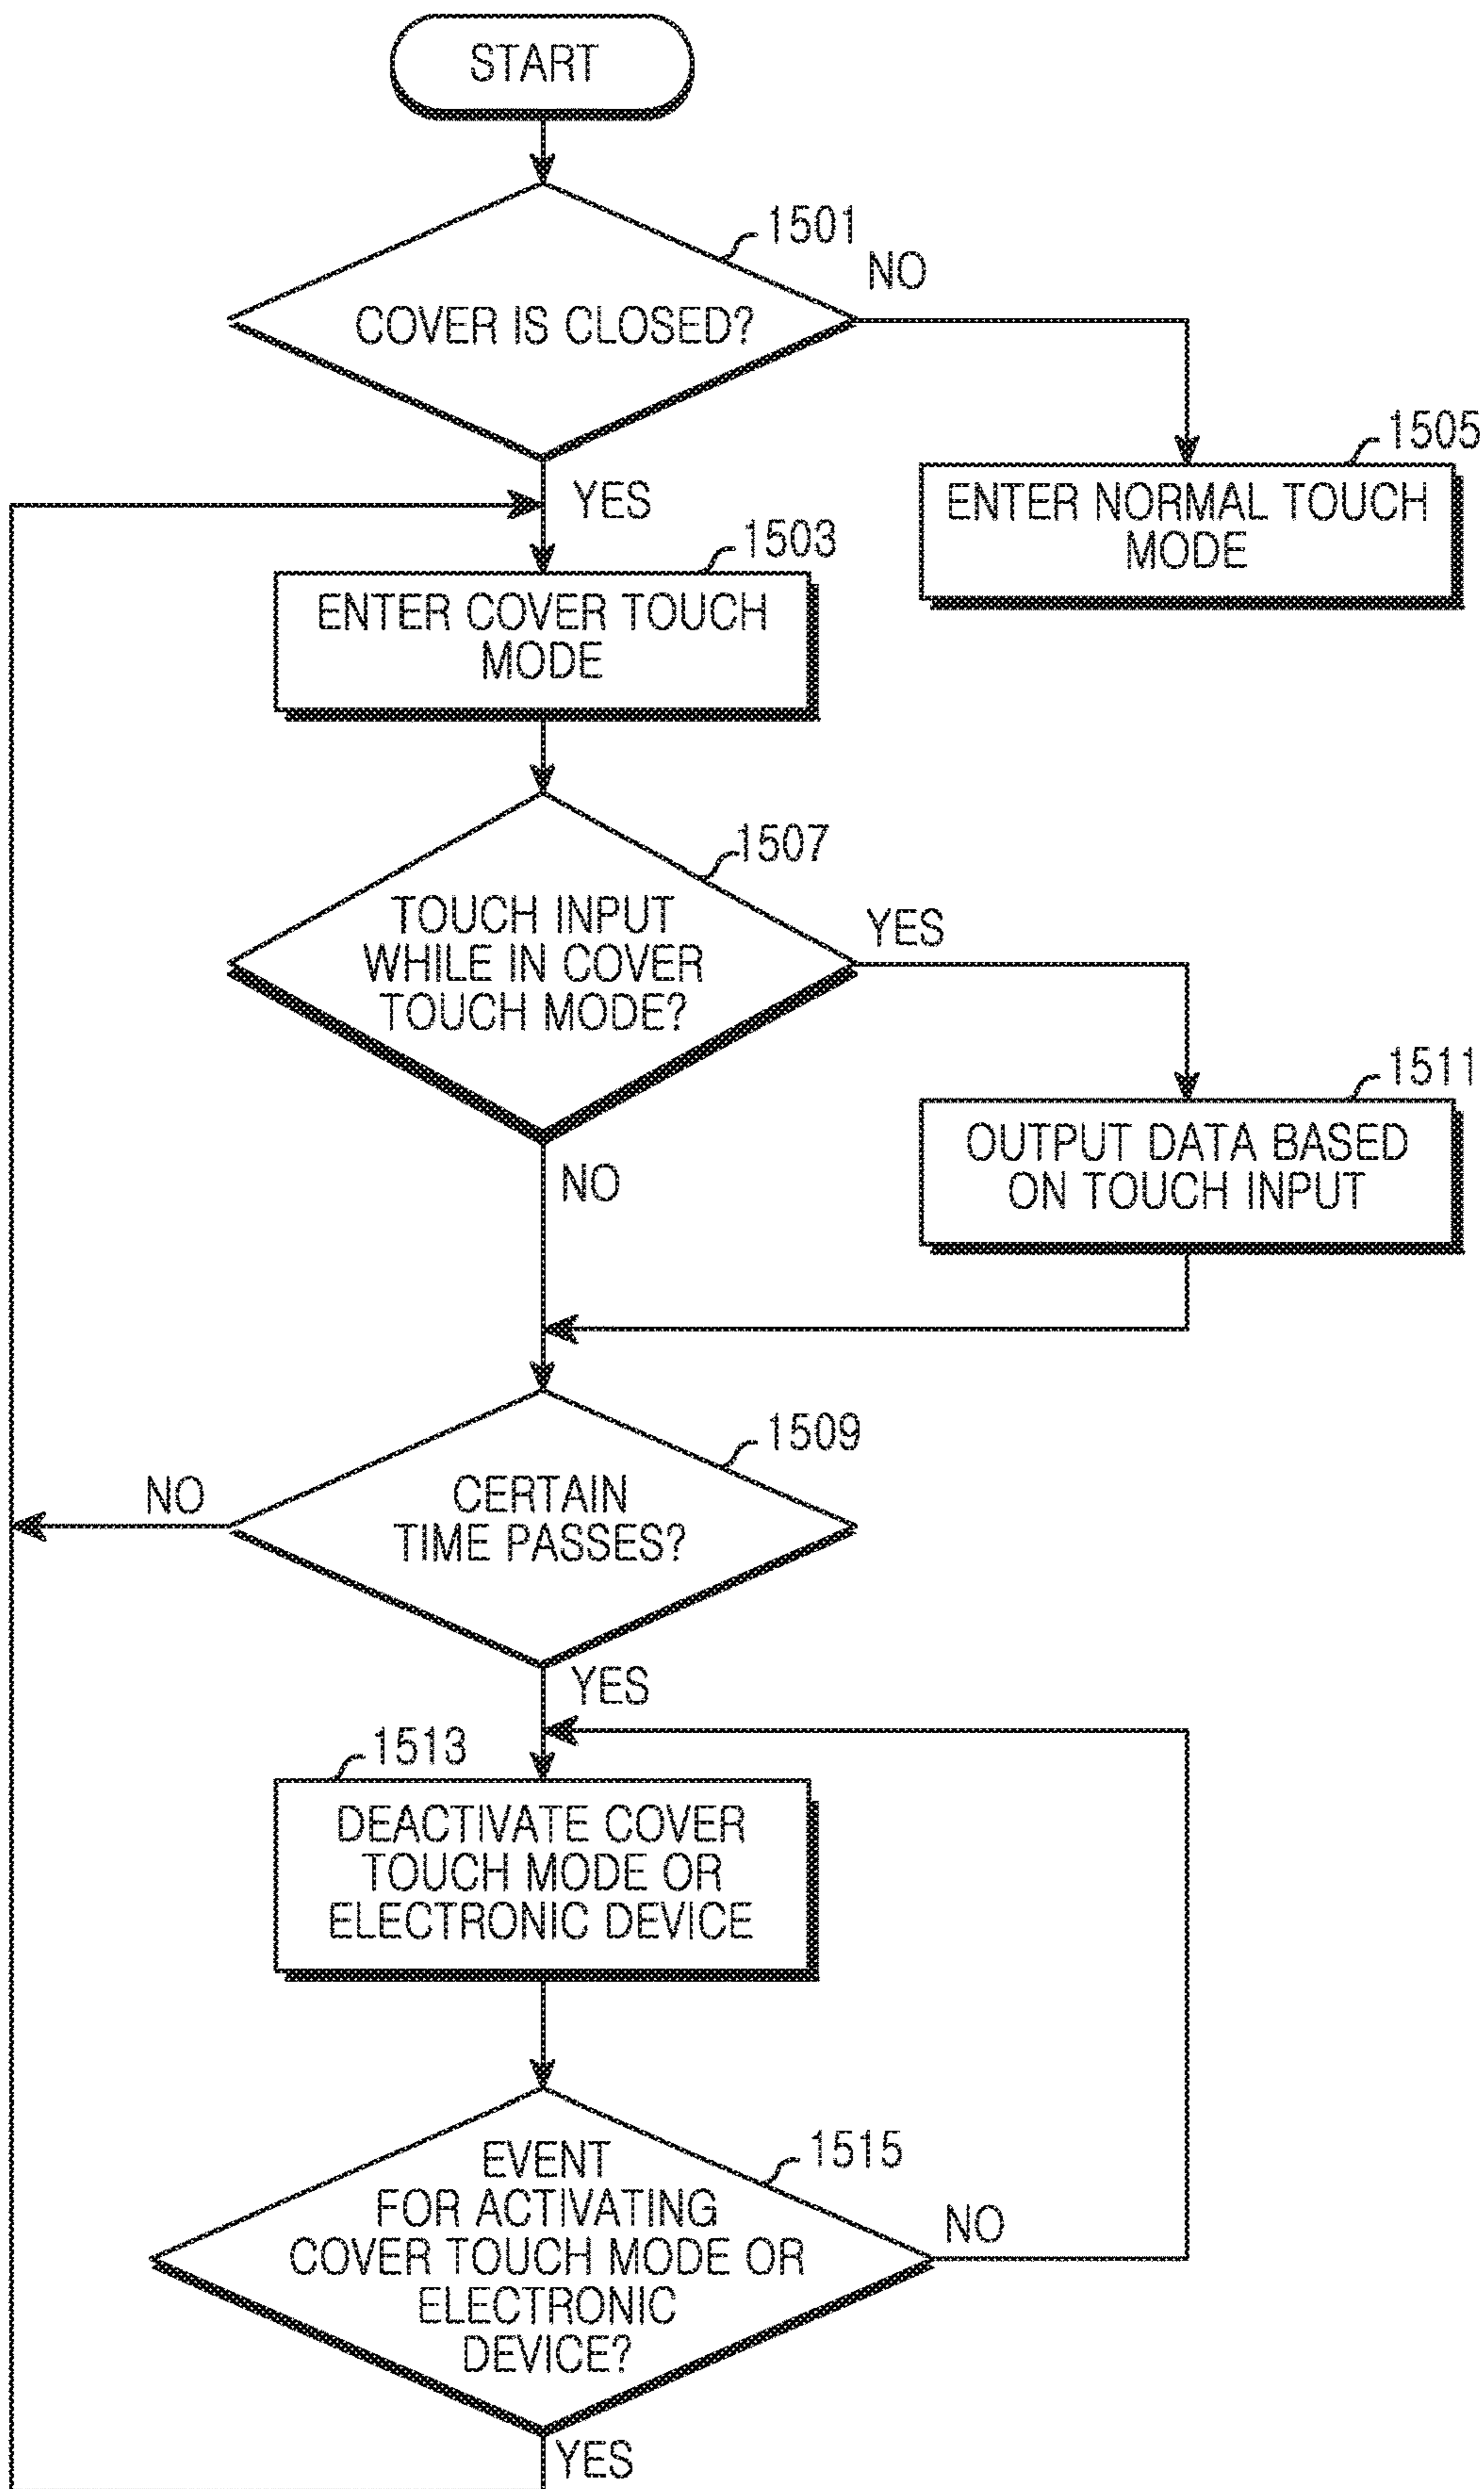 START
1501
NO
COVER IS CLOSED?
1505
YES
ENTER NORMAL TOUCH
MODE
1503
ENTER COVER TOUCH
MODE
1507
TOUCH INPUT
WHILE IN COVER
TOUCH MODE?
YES
1511
OUTPUT DATA BASED
ON TOUCH INPUT
NO
1509
NO
CERTAIN
TIME PASSES?
YES
1513
DEACTIVATE COVER
TOUCH MODE OR
ELECTRONIC DEVICE
1515
EVENT
FOR ACTIVATING
COVER TOUCH MODE OR
ELECTRONIC
DEVICE?
NO
YES